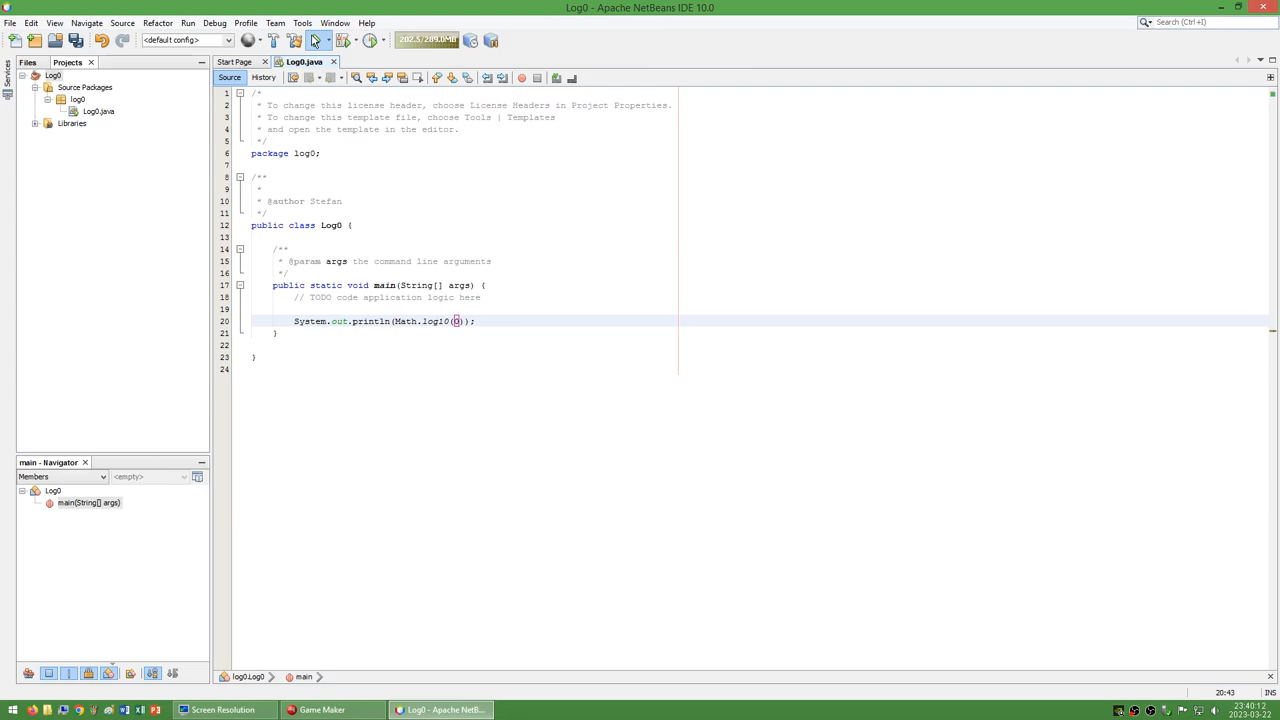 Log0 - Apache NetBeans IDE 10.0
File Edit View Navigate Source Refactor Run Debug Profile Team Tools Window Help
Search (Ctrl+I)
<default config> 202.5/289.0MB
Services
Files Projects
Start Page Log0.java
Log0
Source Packages
log0
Log0.java
Libraries
Source History
1 /*
2 * To change this license header, choose License Headers in Project Properties.
3 * To change this template file, choose Tools | Templates
4 * and open the template in the editor.
5 */
6 package log0;
7
8 /**
9 *
10 * @author Stefan
11 */
12 public class Log0 {
13
14 /**
15 * @param args the command line arguments
16 */
17 public static void main(String[] args) {
18 // TODO code application logic here
19
20 System.out.println(Math.log10(0));
21 }
22
23 }
24
main - Navigator
Members <empty>
Log0
main(String[] args)
log0.Log0 main
20:43 INS
Screen Resolution Game Maker Log0 - Apache NetBe...
23:40:12
2023-03-22